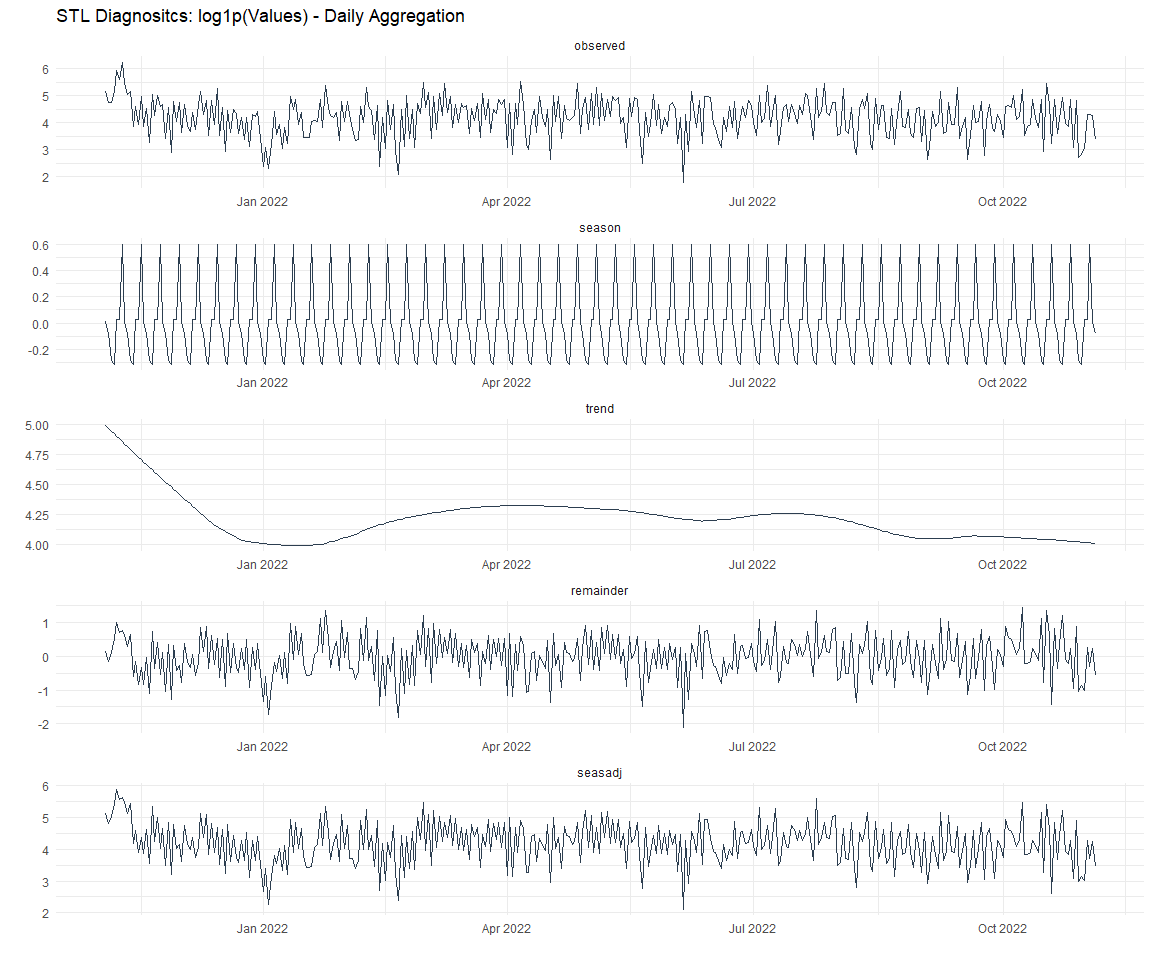 STL Diagnositcs: log1p(Values) - Daily Aggregation
observed
6
5
4
3
2
Jan 2022 Apr 2022 Jul 2022 Oct 2022
season
0.6
0.4
0.2
0.0
-0.2
Jan 2022 Apr 2022 Jul 2022 Oct 2022
trend
5.00
4.75
4.50
4.25
4.00
Jan 2022 Apr 2022 Jul 2022 Oct 2022
remainder
1
0
-1
-2
Jan 2022 Apr 2022 Jul 2022 Oct 2022
seasadj
6
5
4
3
2
Jan 2022 Apr 2022 Jul 2022 Oct 2022